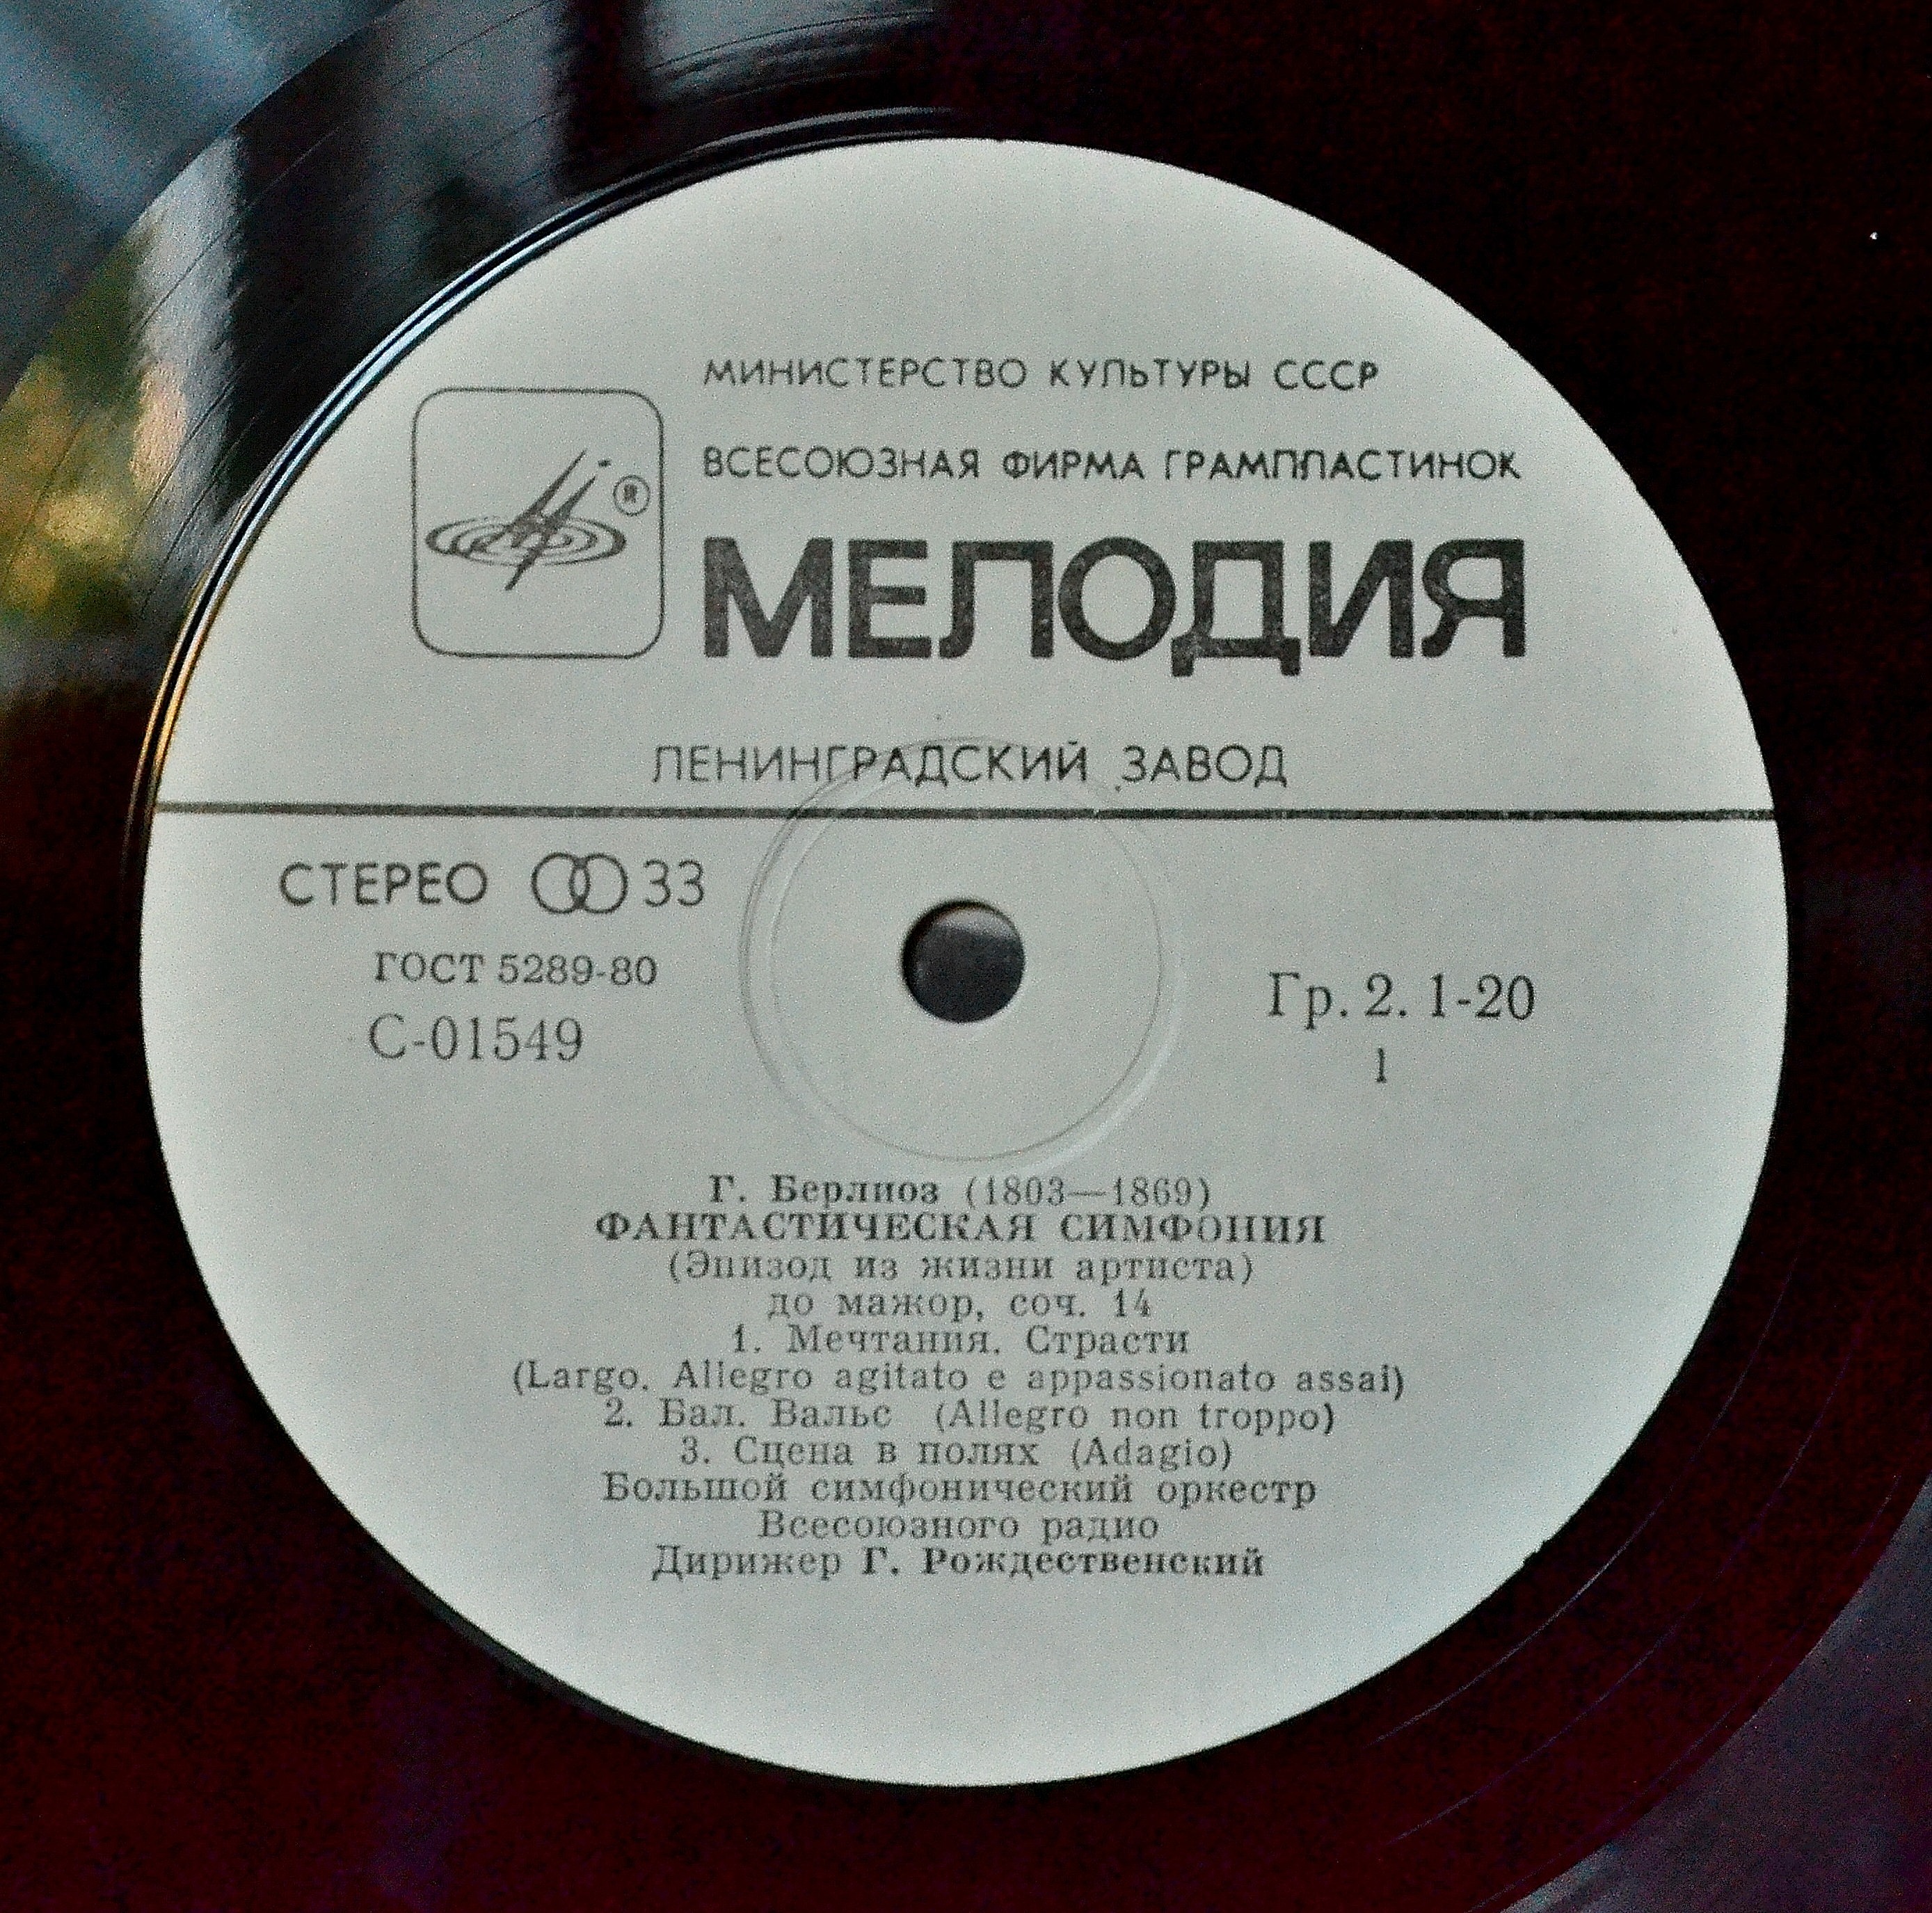 МИНИСТЕРСТВО КУЛЬТУРЫ СССР
ВСЕСОЮЗНАЯ ФИРМА ГРАМПЛАСТИНОК
®
МЕЛОДИЯ
ЛЕНИНГРАДСКИЙ ЗАВОД
СТЕРЕО 33
ГОСТ 5289-80
С-01549
Гр. 2. 1-20
1
Г. Берлиоз (1803—1869)
ФАНТАСТИЧЕСКАЯ СИМФОНИЯ
(Эпизод из жизни артиста)
до мажор, соч. 14
1. Мечтания. Страсти
(Largo. Allegro agitato e appassionato assai)
2. Бал. Вальс (Allegro non troppo)
3. Сцена в полях (Adagio)
Большой симфонический оркестр
Всесоюзного радио
Дирижер Г. Рождественский